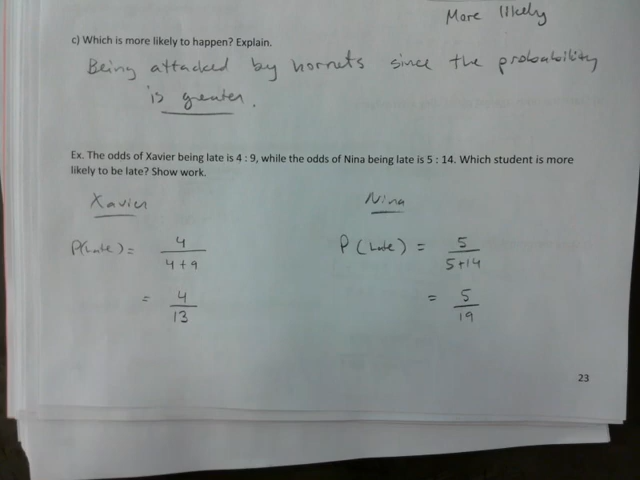 More likely
c) Which is more likely to happen? Explain.
Being attacked by hornets since the probability
is greater.
Ex. The odds of Xavier being late is 4 : 9, while the odds of Nina being late is 5 : 14. Which student is more
likely to be late? Show work.
Xavier
Nina
P(Late) = 4 / 4+9
P(Late) = 5 / 5+14
= 4 / 13
= 5 / 19
23